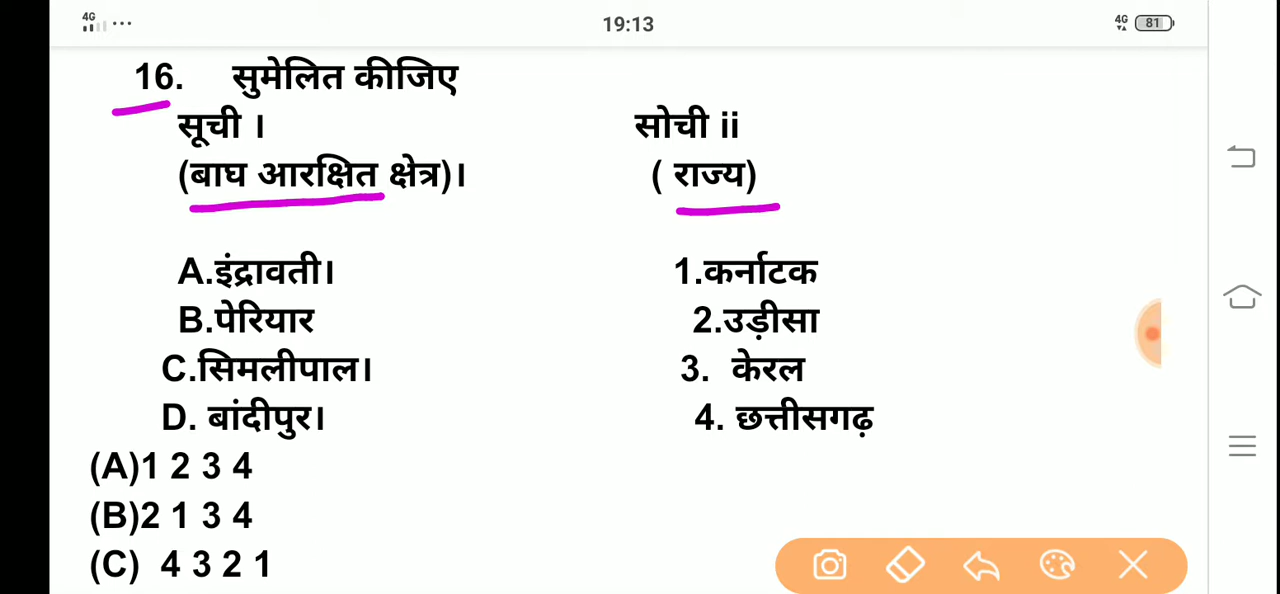 4G 19:13 4G 81
16. सुमेलित कीजिए
सूची । सोची ii
(बाघ आरक्षित क्षेत्र)। ( राज्य)
A.इंद्रावती। 1.कर्नाटक
B.पेरियार 2.उड़ीसा
C.सिमलीपाल। 3. केरल
D. बांदीपुर। 4. छत्तीसगढ़
(A)1 2 3 4
(B)2 1 3 4
(C) 4 3 2 1